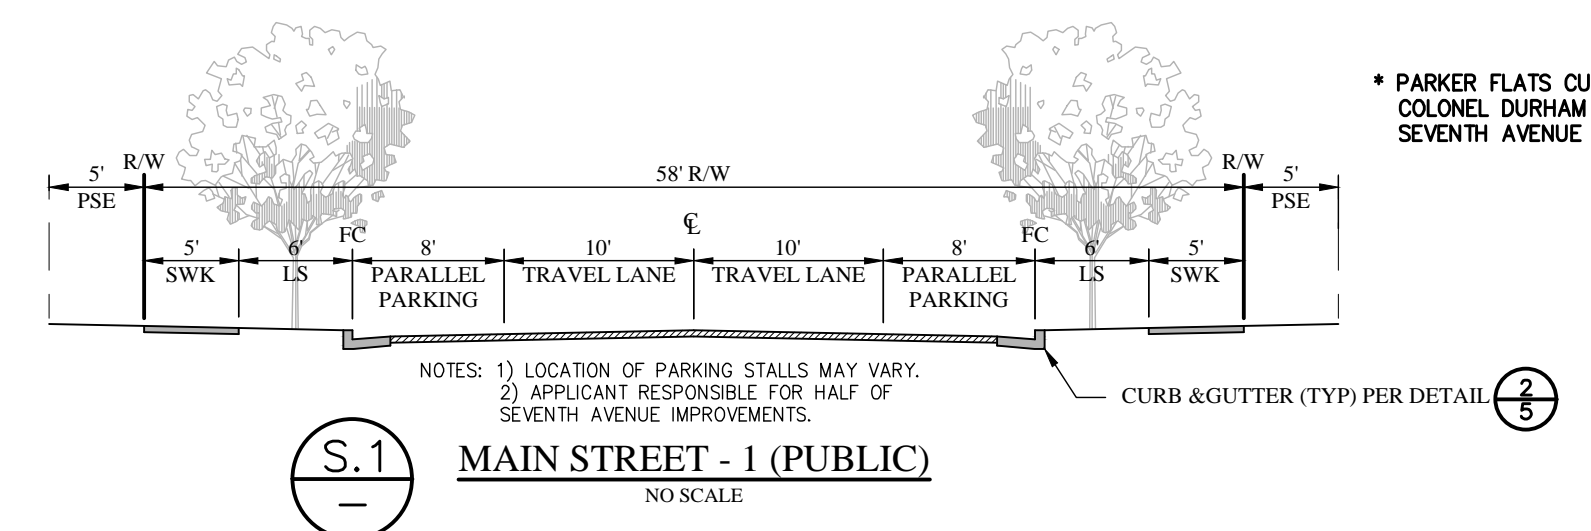 * PARKER FLATS CU
COLONEL DURHAM
SEVENTH AVENUE
R/W
R/W
5'
58' R/W
5'
PSE
PSE
℄
FC
FC
5'
6'
8'
10'
10'
8'
6'
5'
SWK
LS
PARALLEL
PARKING
TRAVEL LANE
TRAVEL LANE
PARALLEL
PARKING
LS
SWK
NOTES: 1) LOCATION OF PARKING STALLS MAY VARY.
2) APPLICANT RESPONSIBLE FOR HALF OF
SEVENTH AVENUE IMPROVEMENTS.
CURB &GUTTER (TYP) PER DETAIL
2
5
S.1
—
MAIN STREET - 1 (PUBLIC)
NO SCALE